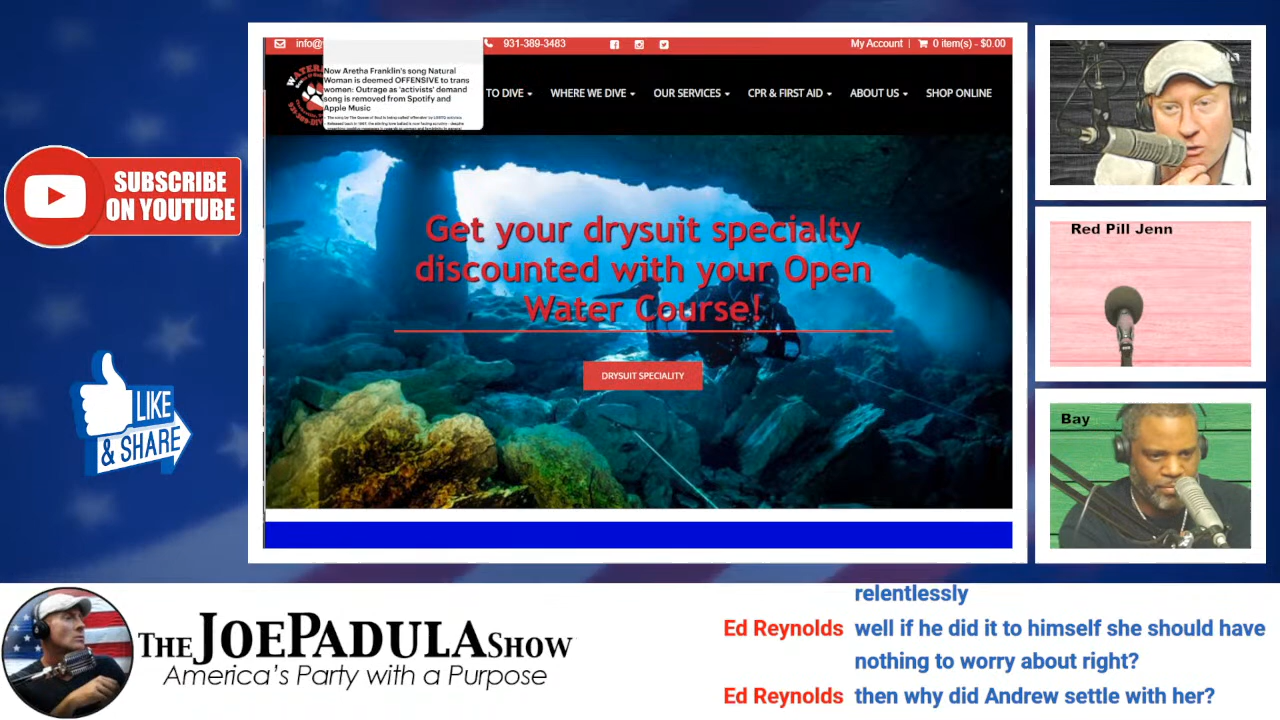 info@
931-389-3483
My Account | 0 item(s) - $0.00
Now Aretha Franklin's song Natural
Woman is deemed OFFENSIVE to trans
women: Outrage as 'activists' demand
song is removed from Spotify and
Apple Music
TO DIVE
WHERE WE DIVE
OUR SERVICES
CPR & FIRST AID
ABOUT US
SHOP ONLINE
Get your drysuit specialty
discounted with your Open
Water Course!
DRYSUIT SPECIALITY
SUBSCRIBE
ON YOUTUBE
LIKE
& SHARE
Red Pill Jenn
Bay
THE JOEPADULA SHOW
America's Party with a Purpose
relentlessly
Ed Reynolds well if he did it to himself she should have
nothing to worry about right?
Ed Reynolds then why did Andrew settle with her?